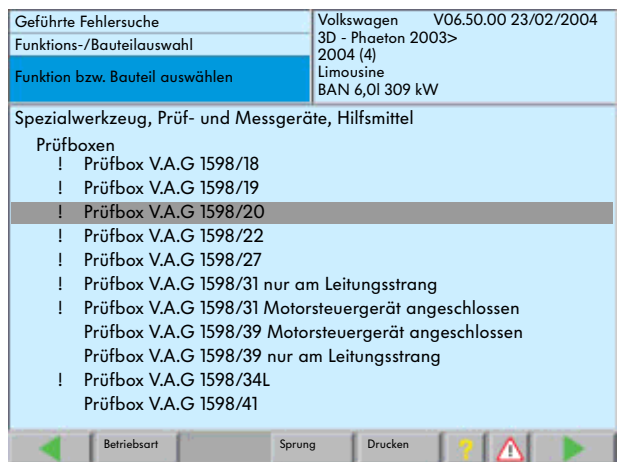 Geführte Fehlersuche
Funktions-/Bauteilauswahl
Funktion bzw. Bauteil auswählen
Volkswagen V06.50.00 23/02/2004
3D - Phaeton 2003>
2004 (4)
Limousine
BAN 6,0l 309 kW
Spezialwerkzeug, Prüf- und Messgeräte, Hilfsmittel
Prüfboxen
! Prüfbox V.A.G 1598/18
! Prüfbox V.A.G 1598/19
! Prüfbox V.A.G 1598/20
! Prüfbox V.A.G 1598/22
! Prüfbox V.A.G 1598/27
! Prüfbox V.A.G 1598/31 nur am Leitungsstrang
! Prüfbox V.A.G 1598/31 Motorsteuergerät angeschlossen
Prüfbox V.A.G 1598/39 Motorsteuergerät angeschlossen
Prüfbox V.A.G 1598/39 nur am Leitungsstrang
! Prüfbox V.A.G 1598/34L
Prüfbox V.A.G 1598/41
Betriebsart Sprung Drucken ? !